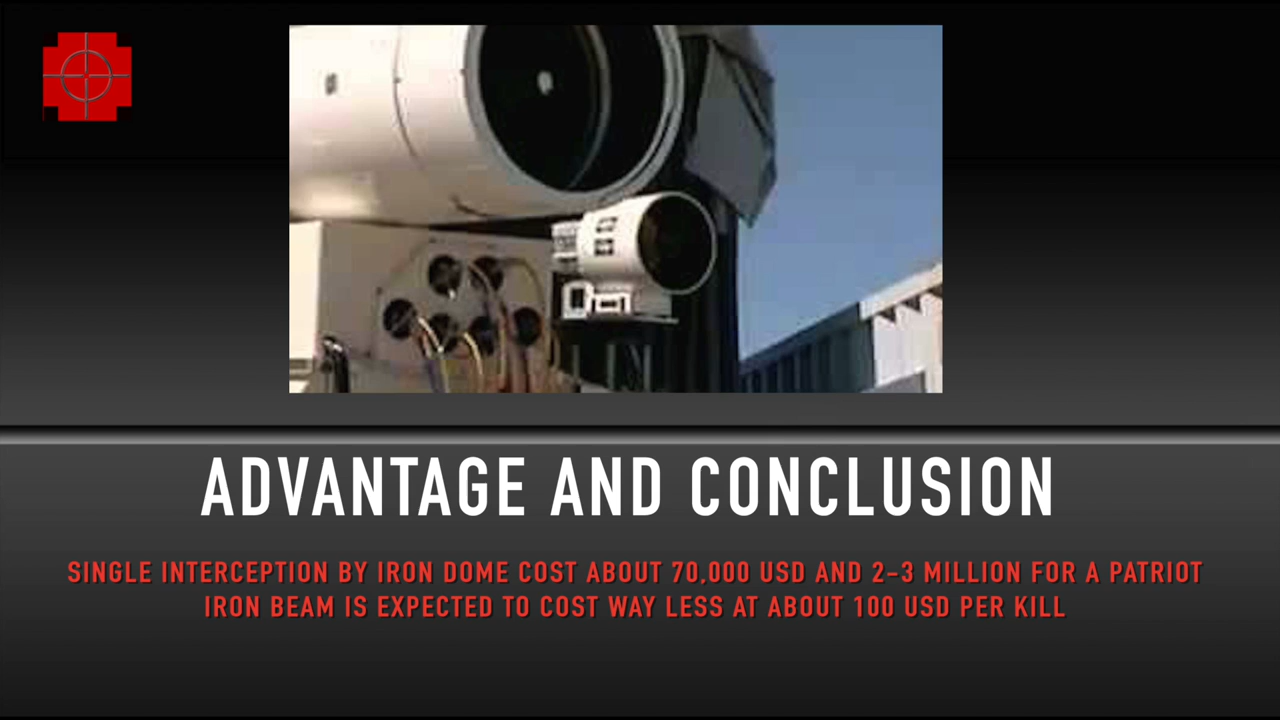 ADVANTAGE AND CONCLUSION
SINGLE INTERCEPTION BY IRON DOME COST ABOUT 70,000 USD AND 2-3 MILLION FOR A PATRIOT
IRON BEAM IS EXPECTED TO COST WAY LESS AT ABOUT 100 USD PER KILL